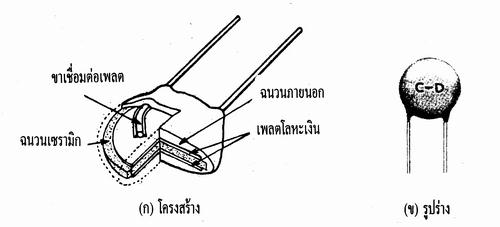 ขาเชื่อมต่อเพลต
ฉนวนภายนอก
เพลตโลหะเงิน
ฉนวนเซรามิก
C-D
(ก) โครงสร้าง
(ข) รูปร่าง